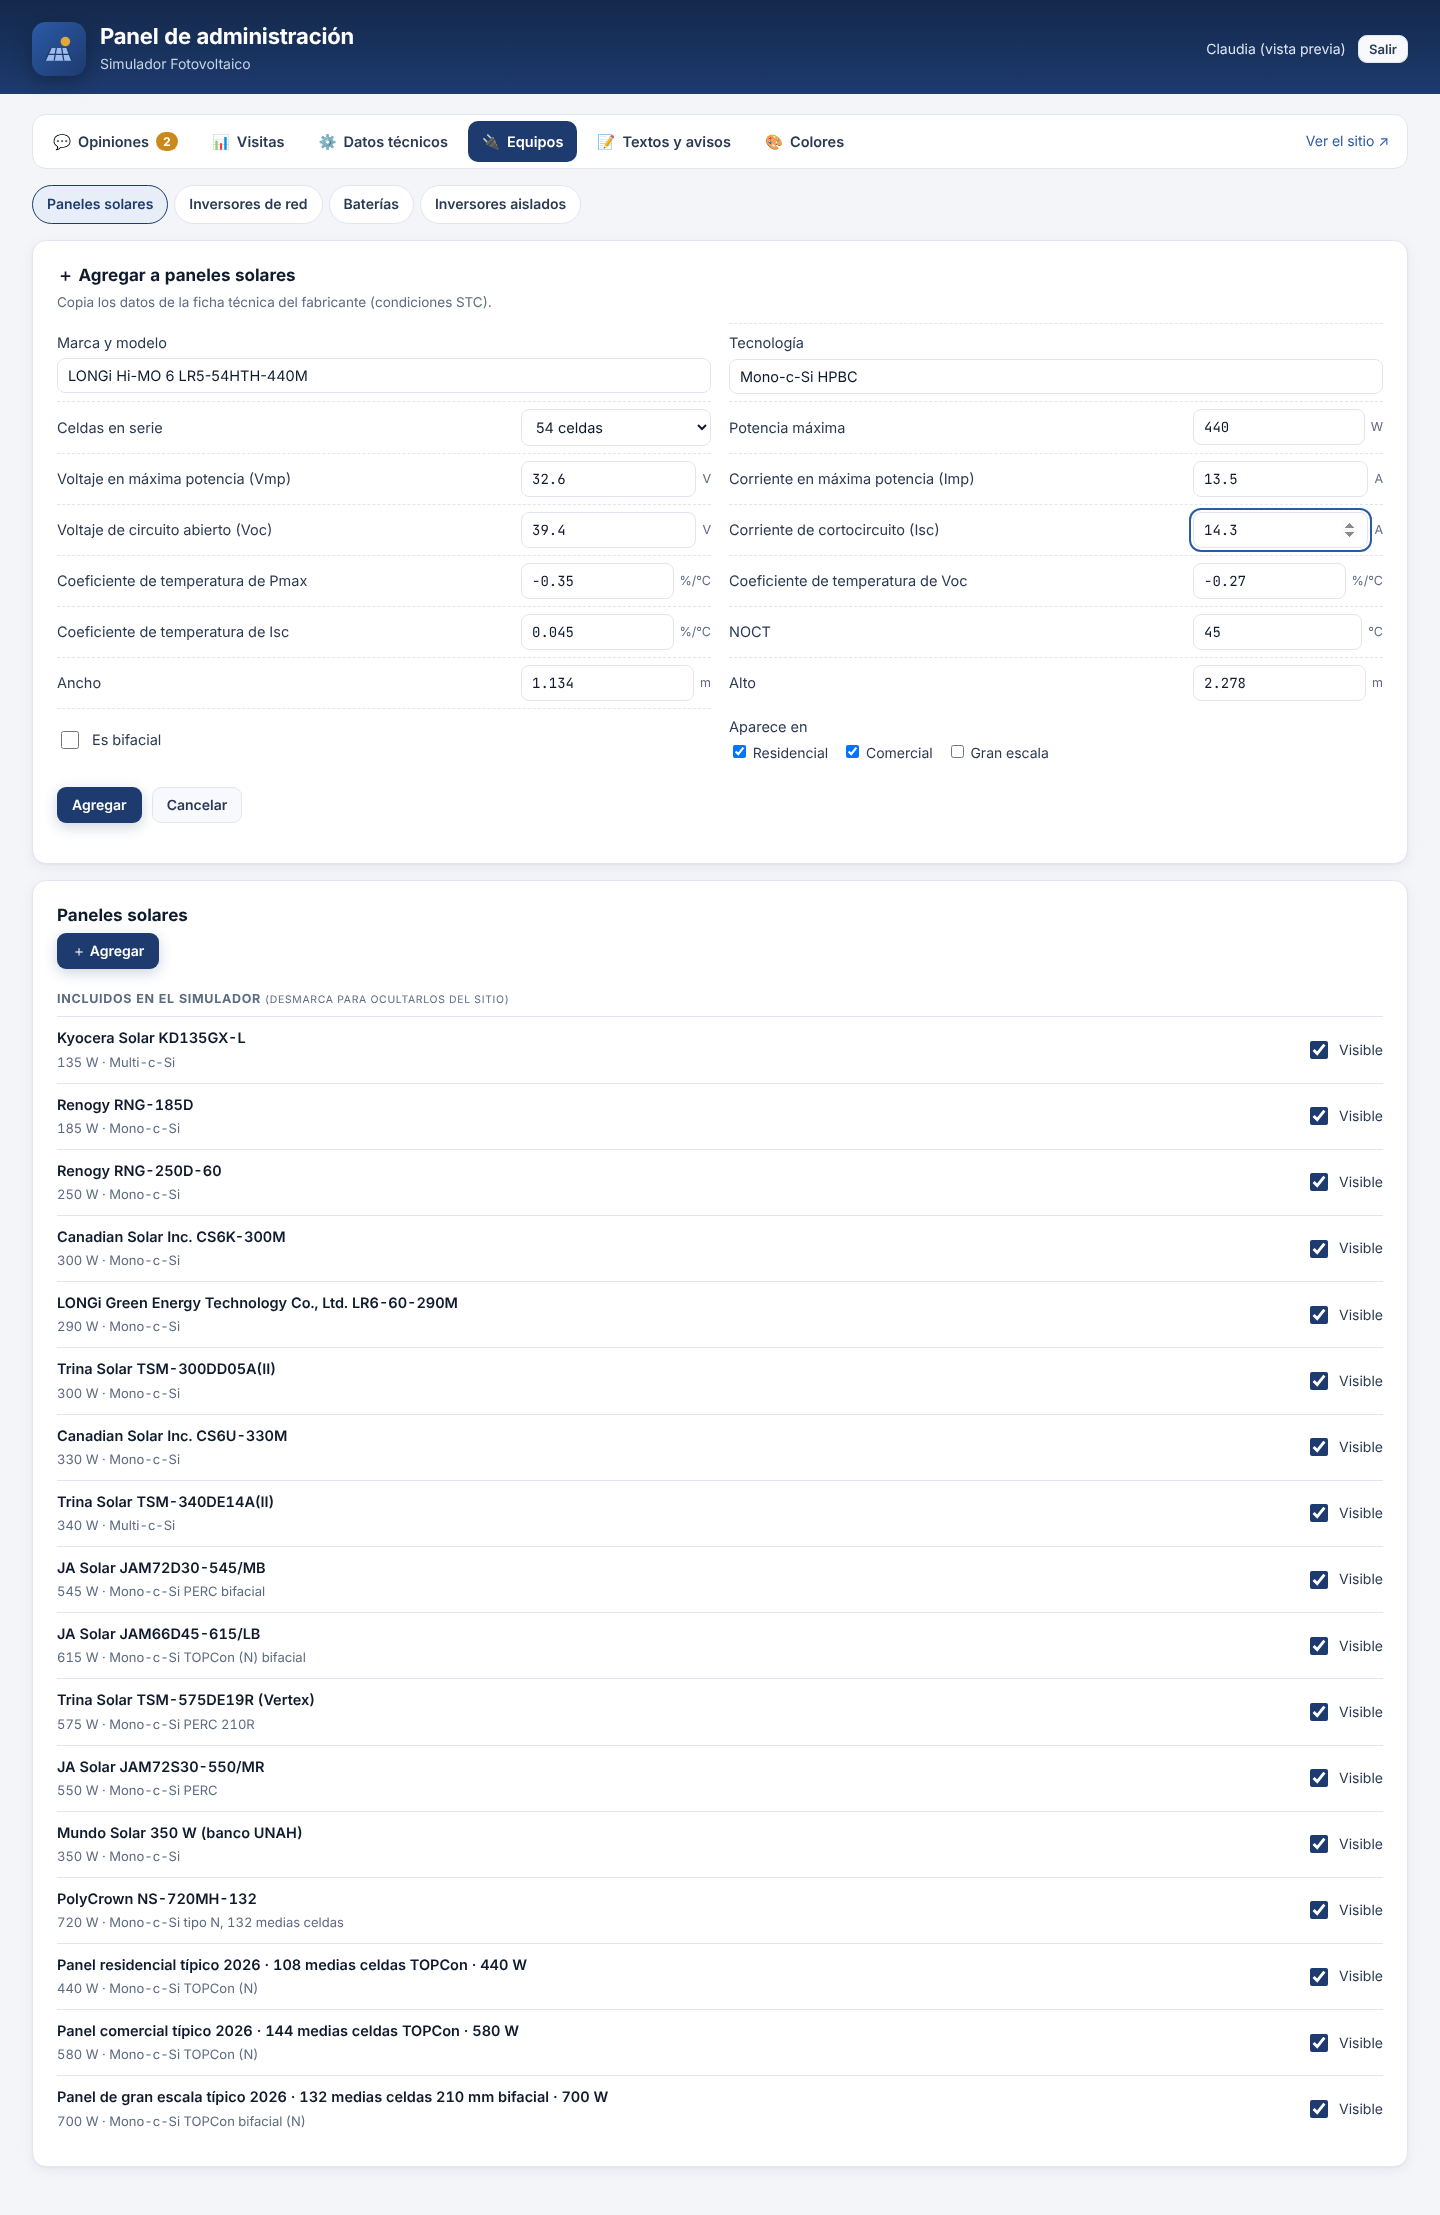 Panel de administración
Simulador Fotovoltaico
Claudia (vista previa) Salir
💬 Opiniones 2 📊 Visitas ⚙️ Datos técnicos 🔌 Equipos 📝 Textos y avisos 🎨 Colores Ver el sitio ↗
Paneles solares Inversores de red Baterías Inversores aislados
＋ Agregar a paneles solares
Copia los datos de la ficha técnica del fabricante (condiciones STC).
Marca y modelo
LONGi Hi-MO 6 LR5-54HTH-440M
Tecnología
Mono-c-Si HPBC
Celdas en serie 54 celdas
Potencia máxima 440 W
Voltaje en máxima potencia (Vmp) 32.6 V
Corriente en máxima potencia (Imp) 13.5 A
Voltaje de circuito abierto (Voc) 39.4 V
Corriente de cortocircuito (Isc) 14.3 A
Coeficiente de temperatura de Pmax -0.35 %/°C
Coeficiente de temperatura de Voc -0.27 %/°C
Coeficiente de temperatura de Isc 0.045 %/°C
NOCT 45 °C
Ancho 1.134 m
Alto 2.278 m
Es bifacial
Aparece en
Residencial Comercial Gran escala
Agregar Cancelar
Paneles solares
＋ Agregar
INCLUIDOS EN EL SIMULADOR (DESMARCA PARA OCULTARLOS DEL SITIO)
Kyocera Solar KD135GX-L
135 W · Multi-c-Si
Visible
Renogy RNG-185D
185 W · Mono-c-Si
Visible
Renogy RNG-250D-60
250 W · Mono-c-Si
Visible
Canadian Solar Inc. CS6K-300M
300 W · Mono-c-Si
Visible
LONGi Green Energy Technology Co., Ltd. LR6-60-290M
290 W · Mono-c-Si
Visible
Trina Solar TSM-300DD05A(II)
300 W · Mono-c-Si
Visible
Canadian Solar Inc. CS6U-330M
330 W · Mono-c-Si
Visible
Trina Solar TSM-340DE14A(II)
340 W · Multi-c-Si
Visible
JA Solar JAM72D30-545/MB
545 W · Mono-c-Si PERC bifacial
Visible
JA Solar JAM66D45-615/LB
615 W · Mono-c-Si TOPCon (N) bifacial
Visible
Trina Solar TSM-575DE19R (Vertex)
575 W · Mono-c-Si PERC 210R
Visible
JA Solar JAM72S30-550/MR
550 W · Mono-c-Si PERC
Visible
Mundo Solar 350 W (banco UNAH)
350 W · Mono-c-Si
Visible
PolyCrown NS-720MH-132
720 W · Mono-c-Si tipo N, 132 medias celdas
Visible
Panel residencial típico 2026 · 108 medias celdas TOPCon · 440 W
440 W · Mono-c-Si TOPCon (N)
Visible
Panel comercial típico 2026 · 144 medias celdas TOPCon · 580 W
580 W · Mono-c-Si TOPCon (N)
Visible
Panel de gran escala típico 2026 · 132 medias celdas 210 mm bifacial · 700 W
700 W · Mono-c-Si TOPCon bifacial (N)
Visible